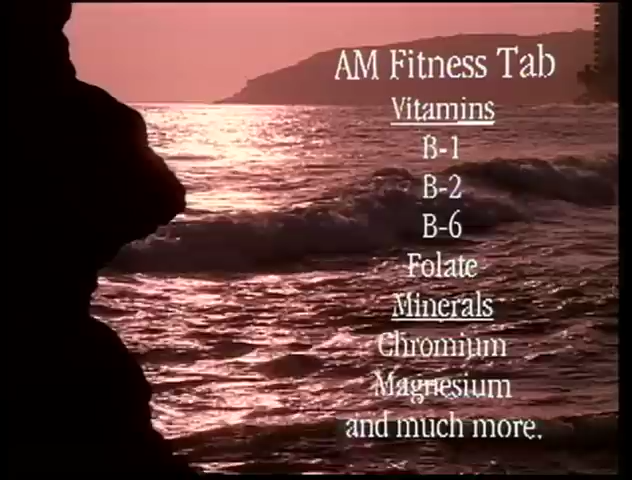 AM Fitness Tab
Vitamins
B-1
B-2
B-6
Folate
Minerals
Chromium
Magnesium
and much more.